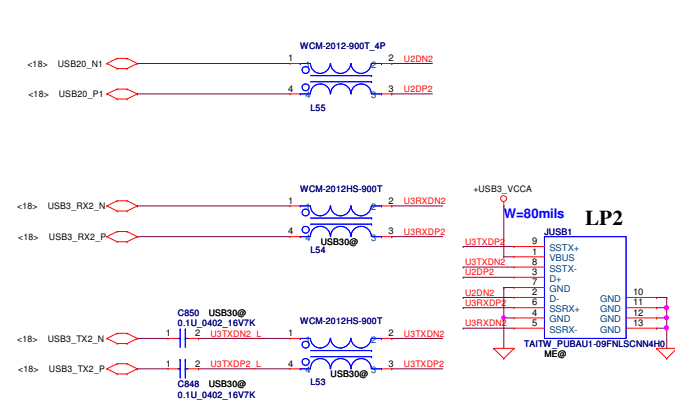 WCM-2012-900T_4P
<18> USB20_N1 1 2 U2DN2
<18> USB20_P1 4 3 U2DP2
L55
WCM-2012HS-900T
<18> USB3_RX2_N 1 2 U3RXDN2
<18> USB3_RX2_P 4 3 U3RXDP2
USB30@
L54
C850 USB30@
0.1U_0402_16V7K
WCM-2012HS-900T
<18> USB3_TX2_N 1 2 U3TXDN2_L 1 2 U3TXDN2
<18> USB3_TX2_P 1 2 U3TXDP2_L 4 3 U3TXDP2
USB30@
L53
C848 USB30@
0.1U_0402_16V7K
+USB3_VCCA
W=80mils
LP2
JUSB1
U3TXDP2 9 SSTX+
1 VBUS
U3TXDN2 8 SSTX-
U2DP2 3 D+
7 GND
U2DN2 2 D- GND 10
U3RXDP2 6 SSRX+ GND 11
4 GND GND 12
U3RXDN2 5 SSRX- GND 13
TAITW_PUBAU1-09FNLSCNN4H0
ME@